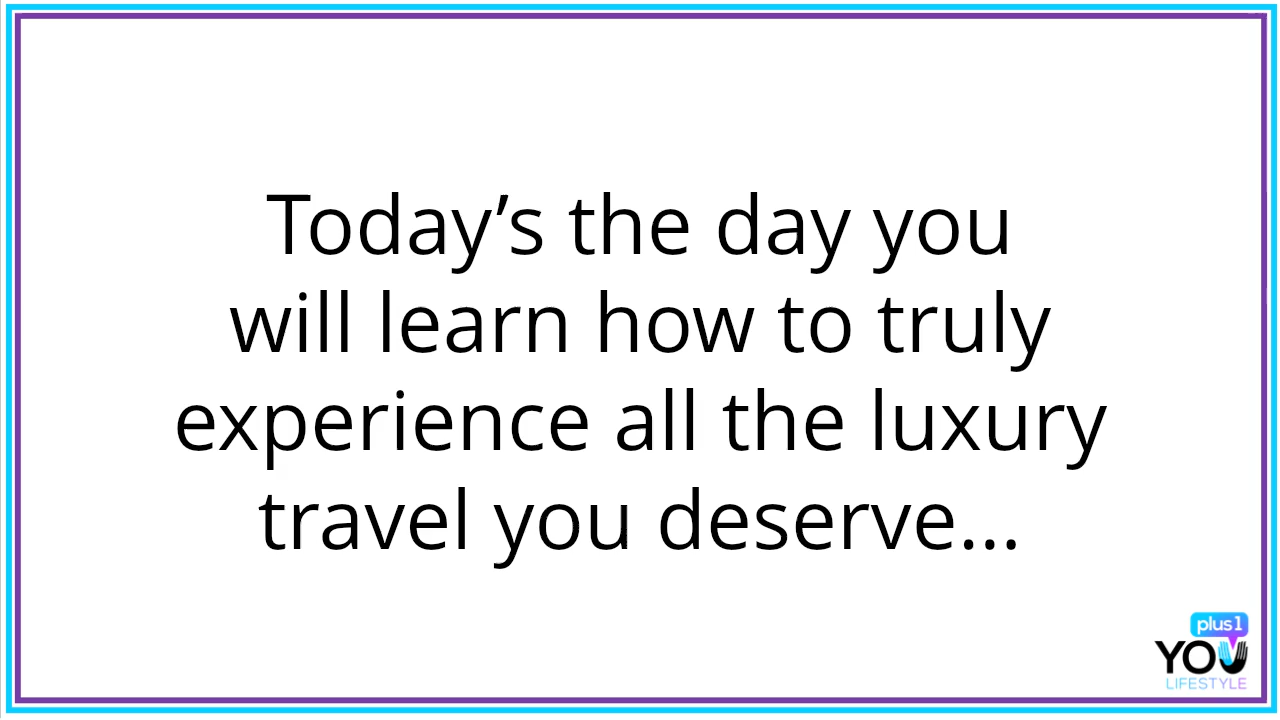 Today’s the day you
will learn how to truly
experience all the luxury
travel you deserve...
plus1
YOU
LIFESTYLE